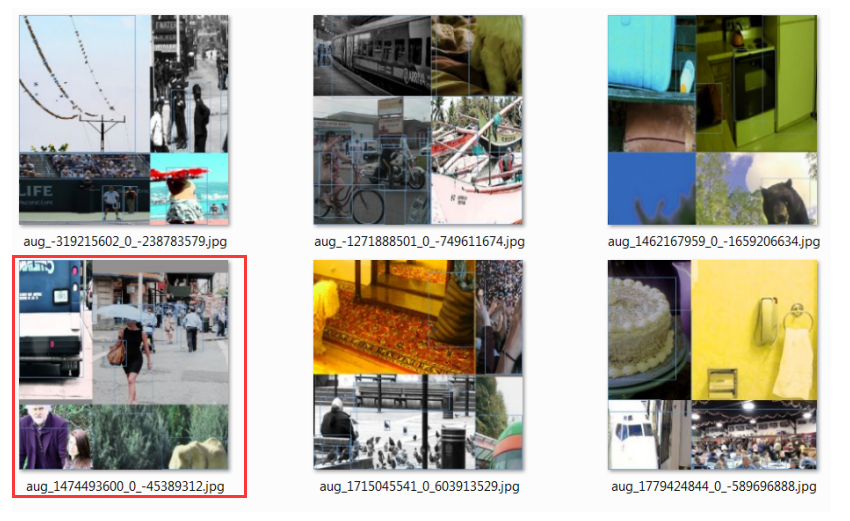 LIFE
aug_-319215602_0_-238783579.jpg
aug_-1271888501_0_-749611674.jpg
aug_1462167959_0_-1659206634.jpg
aug_1474493600_0_-45389312.jpg
aug_1715045541_0_603913529.jpg
aug_1779424844_0_-589696888.jpg